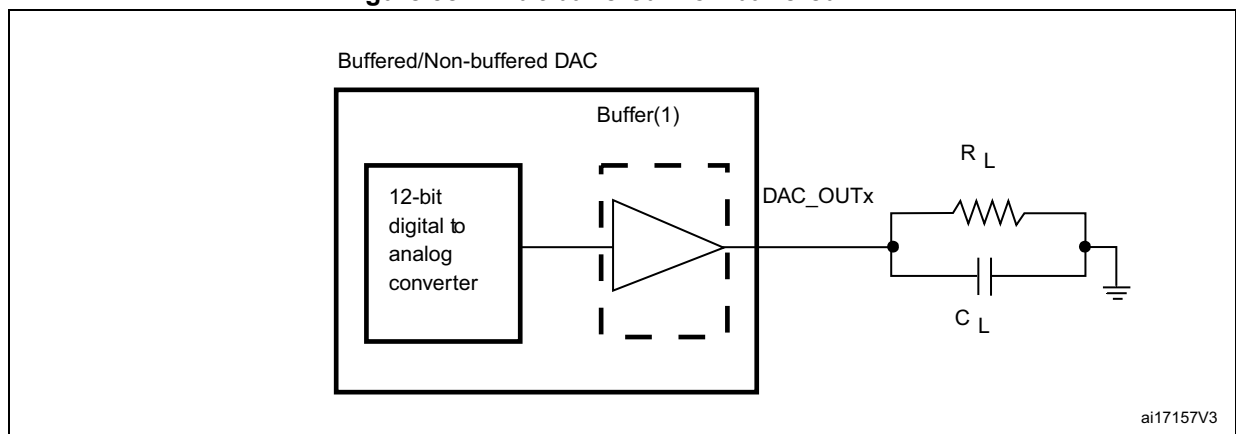 Buffered/Non-buffered DAC
Buffer(1)
12-bit
digital to
analog
converter
DAC_OUTx
R L
C L
ai17157V3